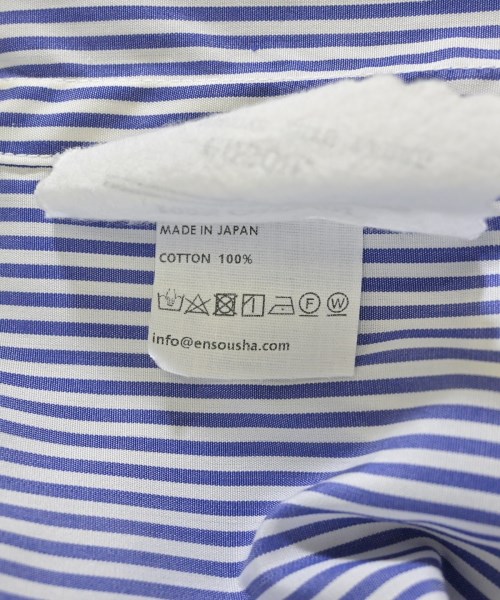 MADE IN JAPAN
COTTON 100%
F W
info@ensousha.com